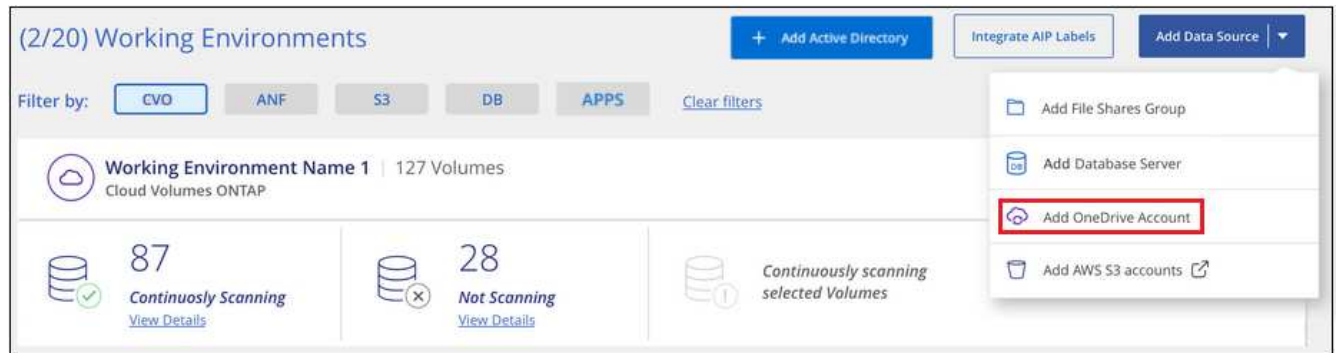 (2/20) Working Environments
+ Add Active Directory
Integrate AIP Labels
Add Data Source
Filter by:
CVO
ANF
S3
DB
APPS
Clear filters
Add File Shares Group
DB
Add Database Server
Add OneDrive Account
Add AWS S3 accounts
Working Environment Name 1 | 127 Volumes
Cloud Volumes ONTAP
87
Continuosly Scanning
View Details
28
Not Scanning
View Details
Continuously scanning
selected Volumes